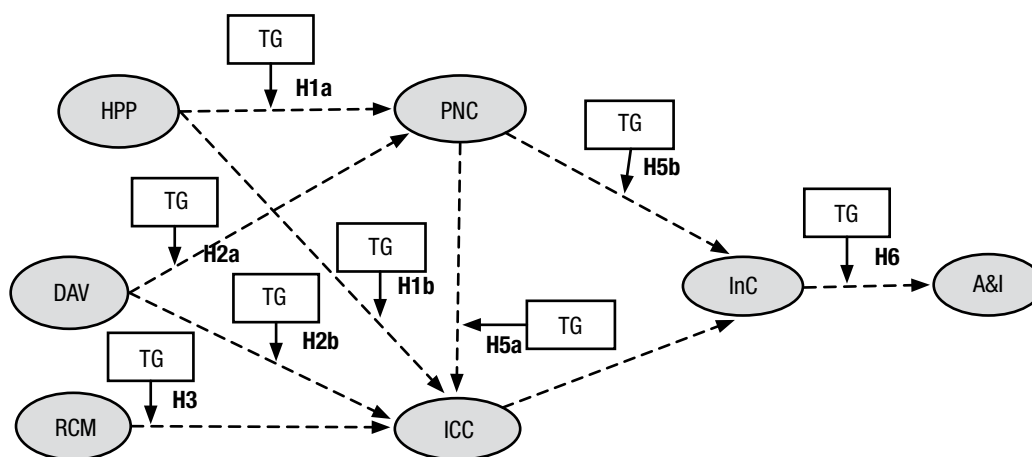 TG
H1a
HPP
PNC
TG
H5b
TG
H2a
TG
H1b
TG
H6
DAV
TG
H2b
InC
A&I
TG
H5a
TG
H3
RCM
ICC